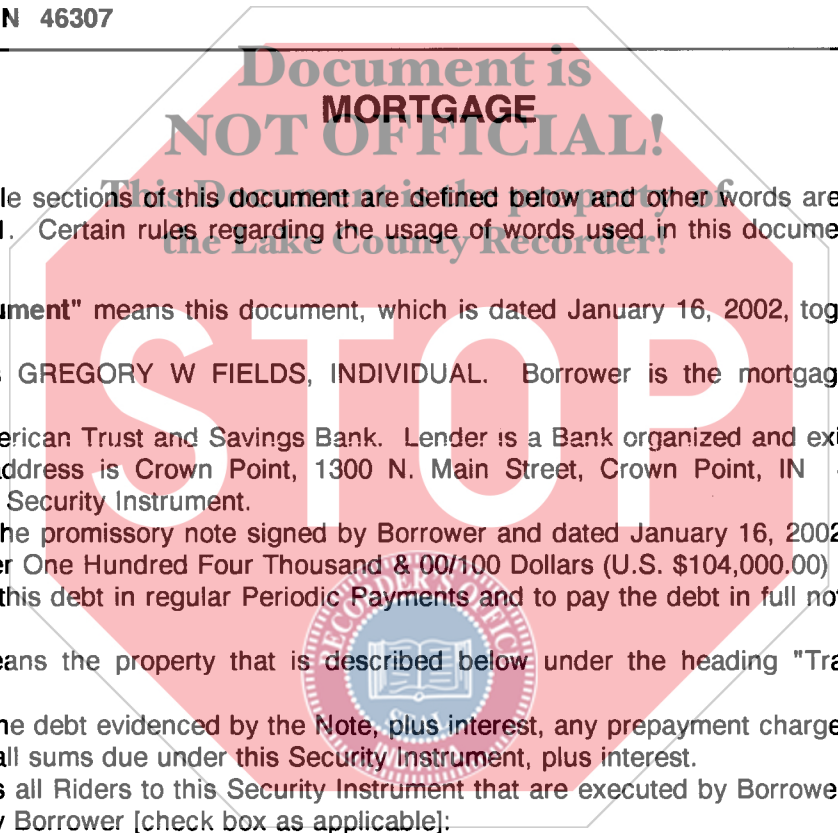 N 46307
Document is
MORTGAGE
NOT OFFICIAL!
le sections of this document are defined below and other words are
This Document is the property of
1. Certain rules regarding the usage of words used in this docume
the Lake County Recorder!
ument" means this document, which is dated January 16, 2002, tog
STOP
s GREGORY W FIELDS, INDIVIDUAL. Borrower is the mortgag
erican Trust and Savings Bank. Lender is a Bank organized and exi
address is Crown Point, 1300 N. Main Street, Crown Point, IN
Security Instrument.
he promissory note signed by Borrower and dated January 16, 2002
er One Hundred Four Thousand & 00/100 Dollars (U.S. $104,000.00)
this debt in regular Periodic Payments and to pay the debt in full no
RECORDER'S OFFICE
eans the property that is described below under the heading "Tra
SEAL
he debt evidenced by the Note, plus interest, any prepayment charge
all sums due under this Security Instrument, plus interest.
INDIANA
s all Riders to this Security Instrument that are executed by Borrowe
y Borrower [check box as applicable]: